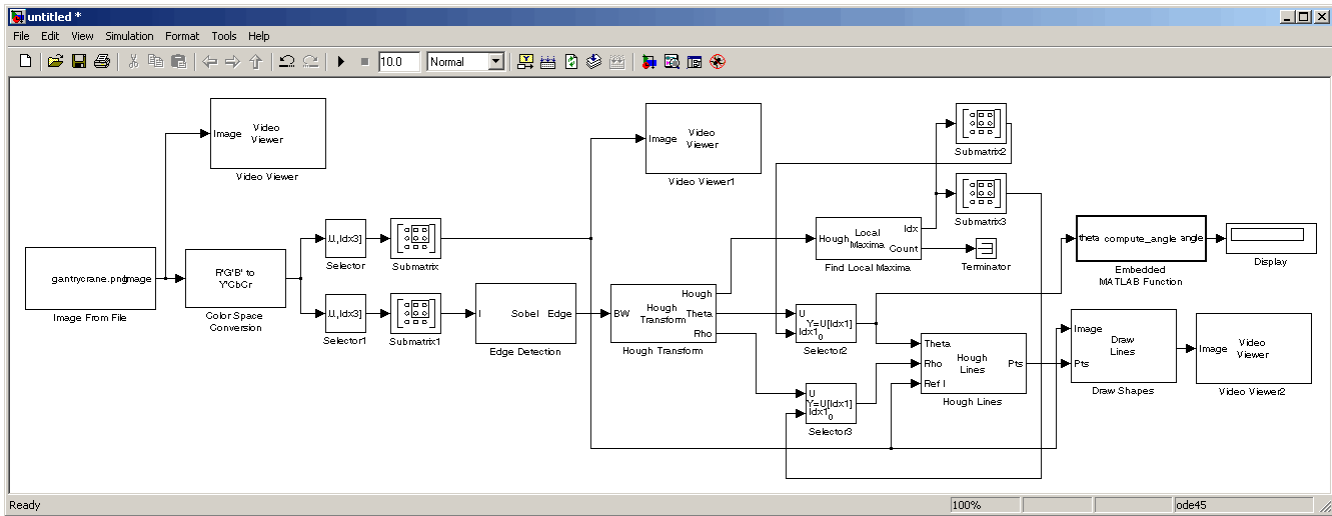 untitled *
File Edit View Simulation Format Tools Help
10.0 Normal
Image Video Viewer
Video Viewer
Image Video Viewer
Video Viewer1
Submatrix2
Submatrix3
gantrycrane.png Image
Image From File
R'G'B' to Y'CbCr
Color Space Conversion
.U,Idx3]
Selector
Submatrix
.U,Idx3]
Selector1
Submatrix1
I Sobel Edge
Edge Detection
BW Hough Transform Hough Theta Rho
Hough Transform
Hough Local Maxima Idx Count
Find Local Maxima
Terminator
U Idx1 Y=U[Idx1] 0
Selector2
U Idx1 Y=U[Idx1] 0
Selector3
Theta Rho Ref I Hough Lines Pts
Hough Lines
theta compute_angle angle
Embedded MATLAB Function
Display
Image Pts Draw Lines
Draw Shapes
Image Video Viewer
Video Viewer2
Ready 100% ode45